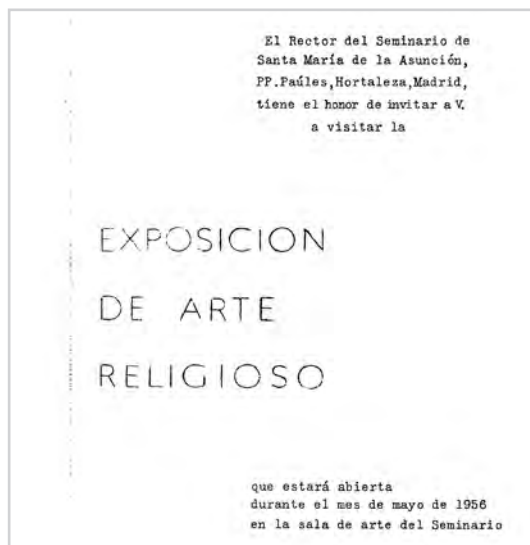 El Rector del Seminario de
Santa María de la Asunción,
PP.Paúles,Hortaleza,Madrid,
tiene el honor de invitar a V.
a visitar la
EXPOSICION
DE ARTE
RELIGIOSO
que estará abierta
durante el mes de mayo de 1956
en la sala de arte del Seminario